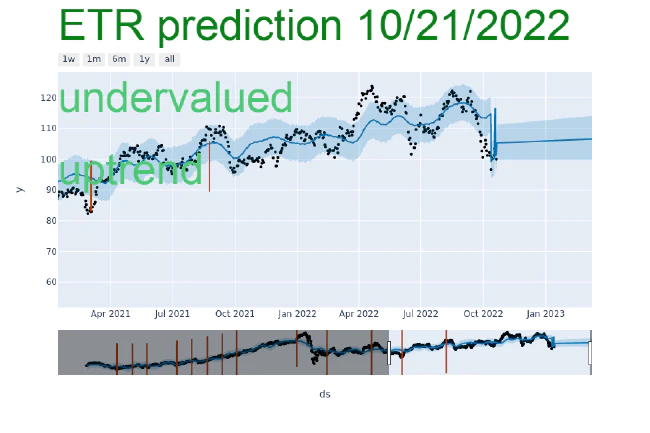 ETR prediction 10/21/2022
1w 1m 6m 1y all
undervalued
uptrend
120
110
100
90
80
70
60
y
Apr 2021 Jul 2021 Oct 2021 Jan 2022 Apr 2022 Jul 2022 Oct 2022 Jan 2023
ds